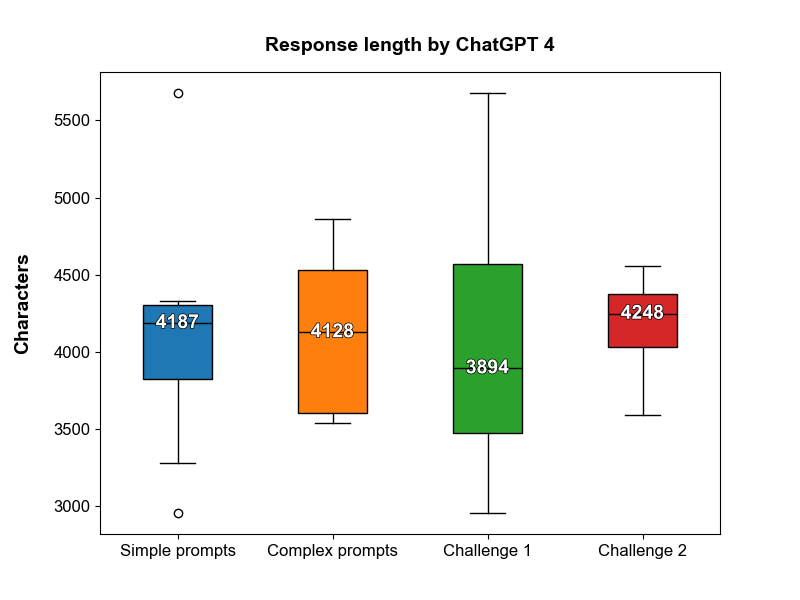 Response length by ChatGPT 4
Characters
5500
5000
4500
4000
3500
3000
4187
4128
3894
4248
Simple prompts
Complex prompts
Challenge 1
Challenge 2